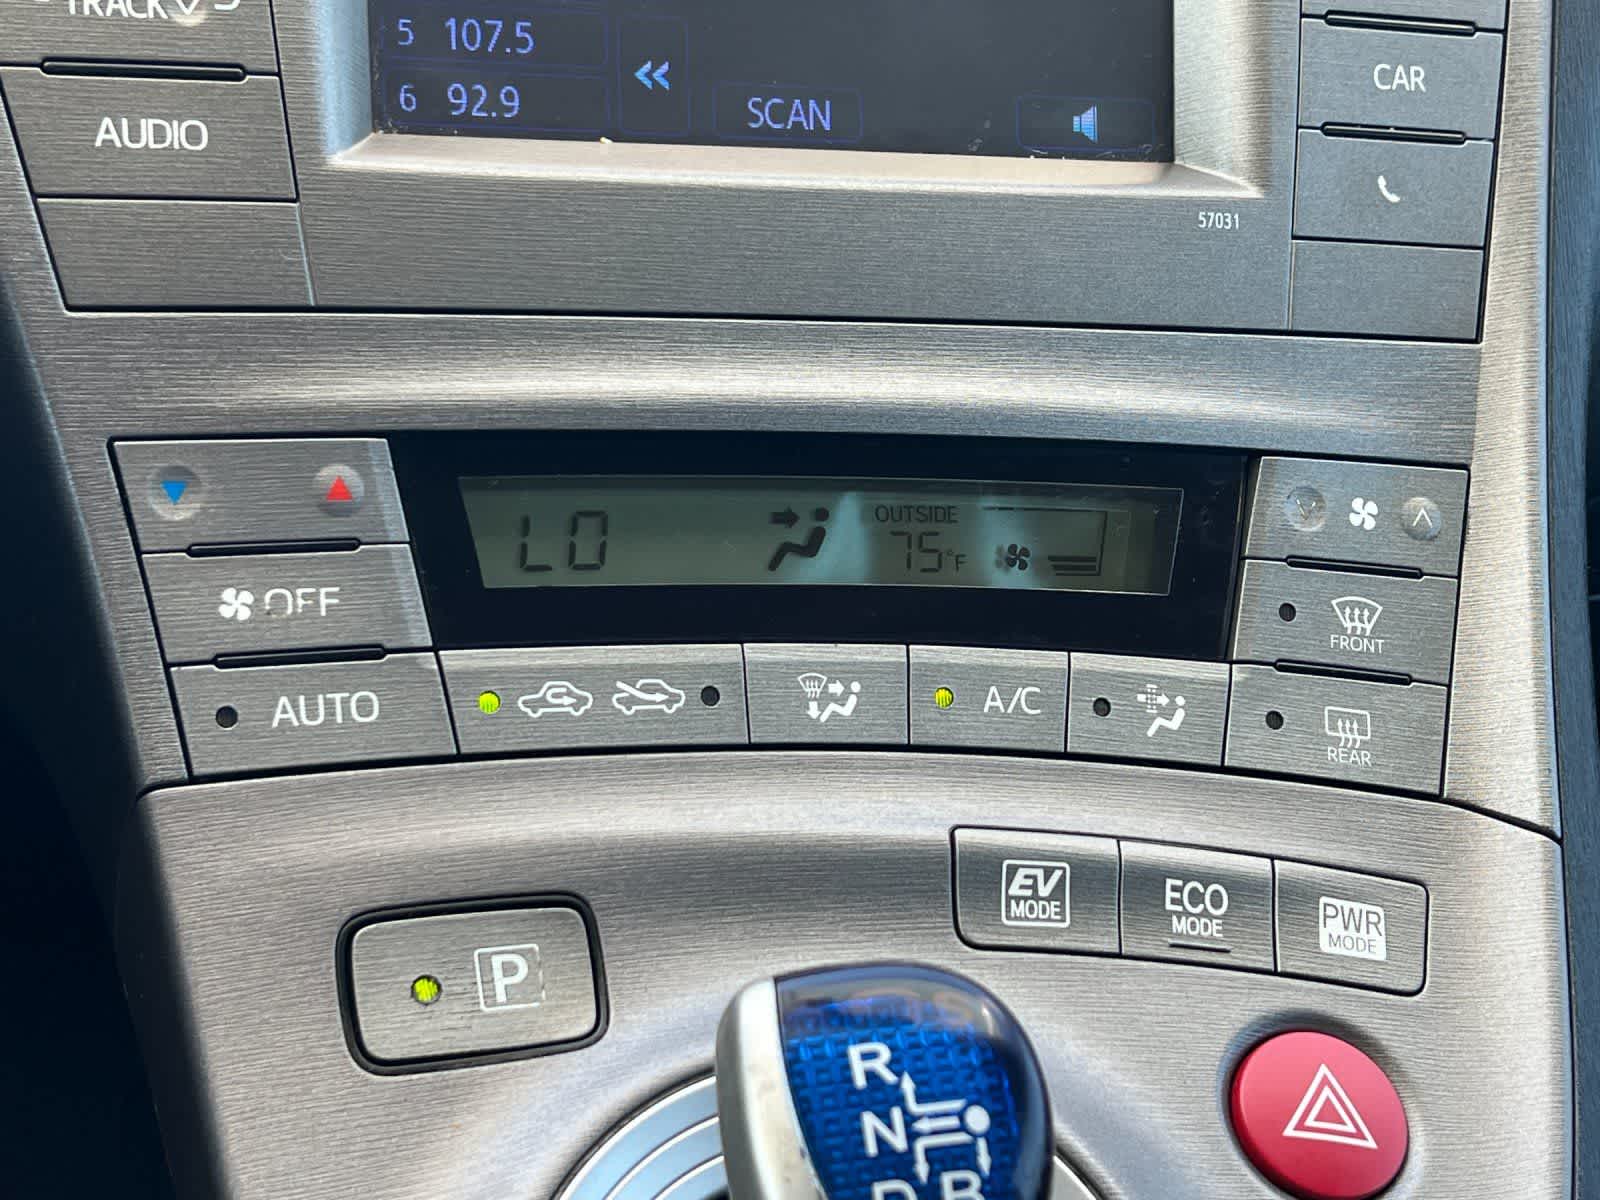 TRACK
5 107.5
6 92.9
SCAN
AUDIO
CAR
57031
LO
OUTSIDE
75°F
OFF
AUTO
A/C
FRONT
REAR
EV
MODE
ECO
MODE
PWR
MODE
P
R
N
D B